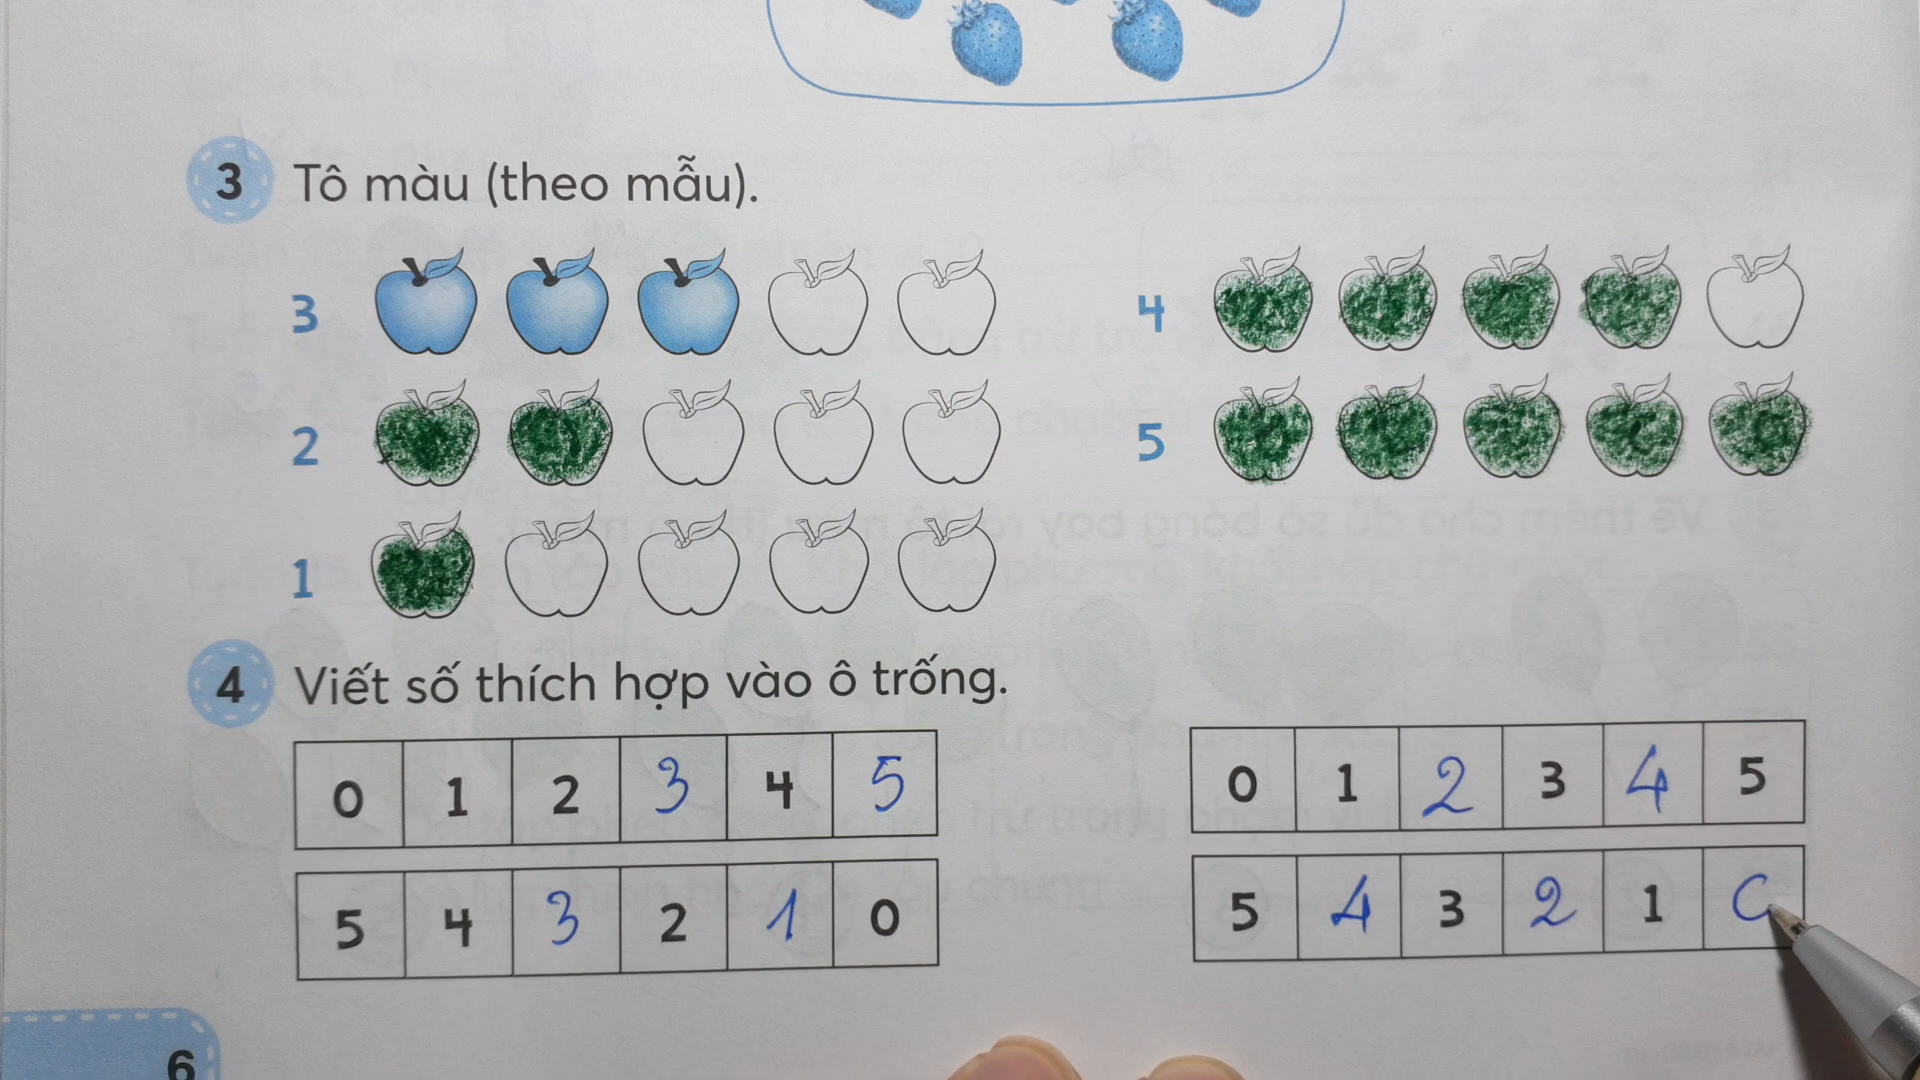 3 Tô màu (theo mẫu).
3
4
2
5
1
4 Viết số thích hợp vào ô trống.
0 1 2 3 4 5
0 1 2 3 4 5
5 4 3 2 1 0
5 4 3 2 1
6